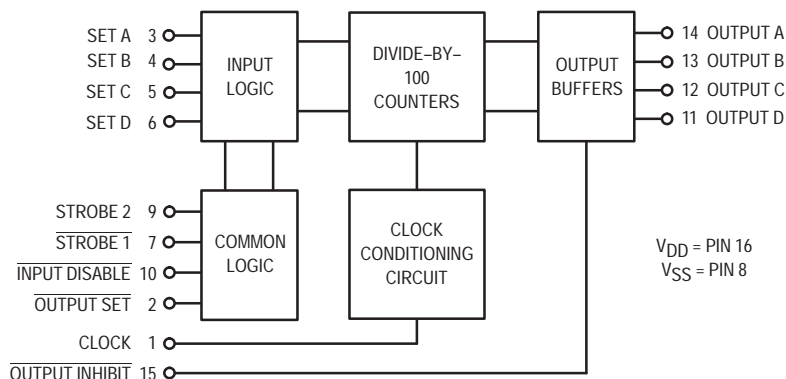 SET A 3
SET B 4
SET C 5
SET D 6
INPUT
LOGIC
DIVIDE–BY–
100
COUNTERS
OUTPUT
BUFFERS
14 OUTPUT A
13 OUTPUT B
12 OUTPUT C
11 OUTPUT D
STROBE 2 9
STROBE 1 7
INPUT DISABLE 10
OUTPUT SET 2
COMMON
LOGIC
CLOCK
CONDITIONING
CIRCUIT
VDD = PIN 16
VSS = PIN 8
CLOCK 1
OUTPUT INHIBIT 15